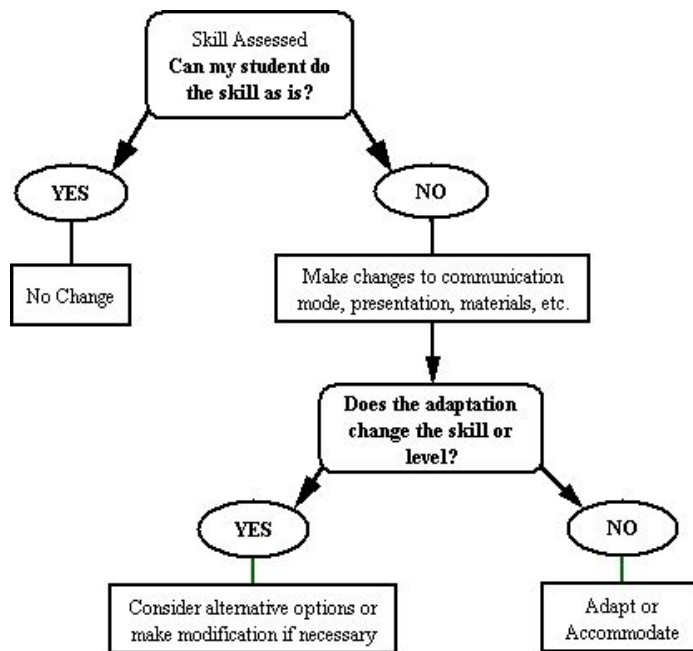 Skill Assessed
Can my student do
the skill as is?
YES
NO
No Change
Make changes to communication
mode, presentation, materials, etc.
Does the adaptation
change the skill or
level?
YES
NO
Consider alternative options or
make modification if necessary
Adapt or
Accommodate